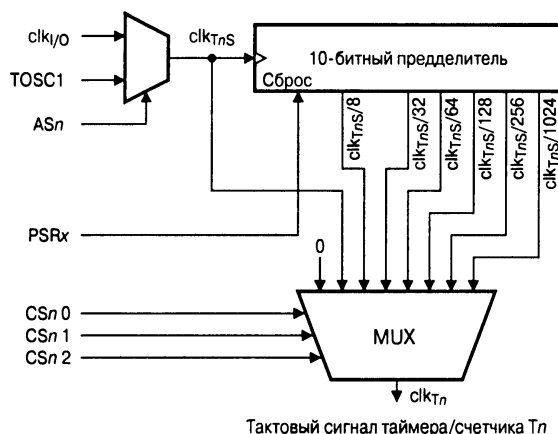 clkI/O
clkTnS
10-битный предделитель
TOSC1
Сброс
ASn
clkTnS/8
clkTnS/32
clkTnS/64
clkTnS/128
clkTnS/256
clkTnS/1024
PSRx
0
CSn 0
CSn 1
CSn 2
MUX
clkTn
Тактовый сигнал таймера/счетчика Tn